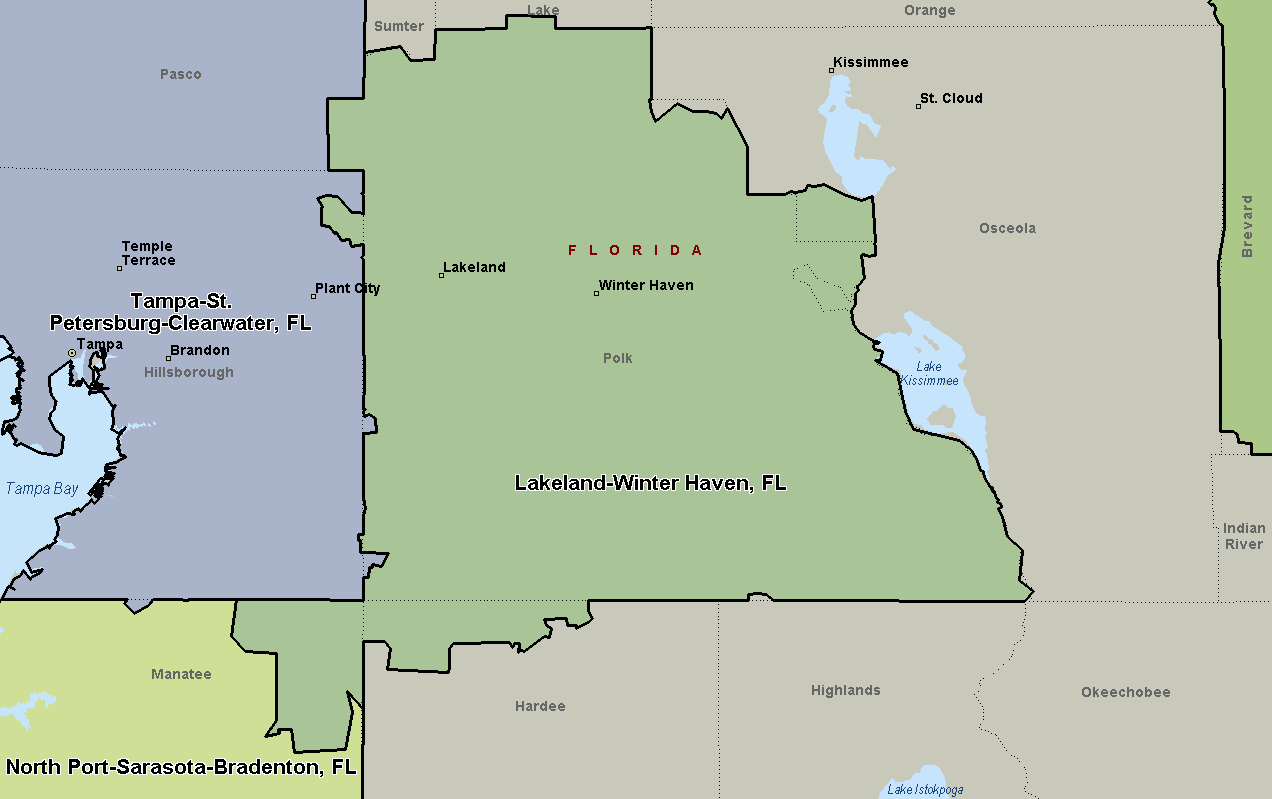 Lake
Orange
Sumter
Kissimmee
Pasco
St. Cloud
Brevard
Osceola
Temple
Terrace
FLORIDA
Lakeland
Winter Haven
Plant City
Tampa-St.
Petersburg-Clearwater, FL
Tampa
Brandon
Hillsborough
Polk
Lake
Kissimmee
Tampa Bay
Lakeland-Winter Haven, FL
Indian
River
Manatee
Highlands
Okeechobee
Hardee
North Port-Sarasota-Bradenton, FL
Lake Istokpoga